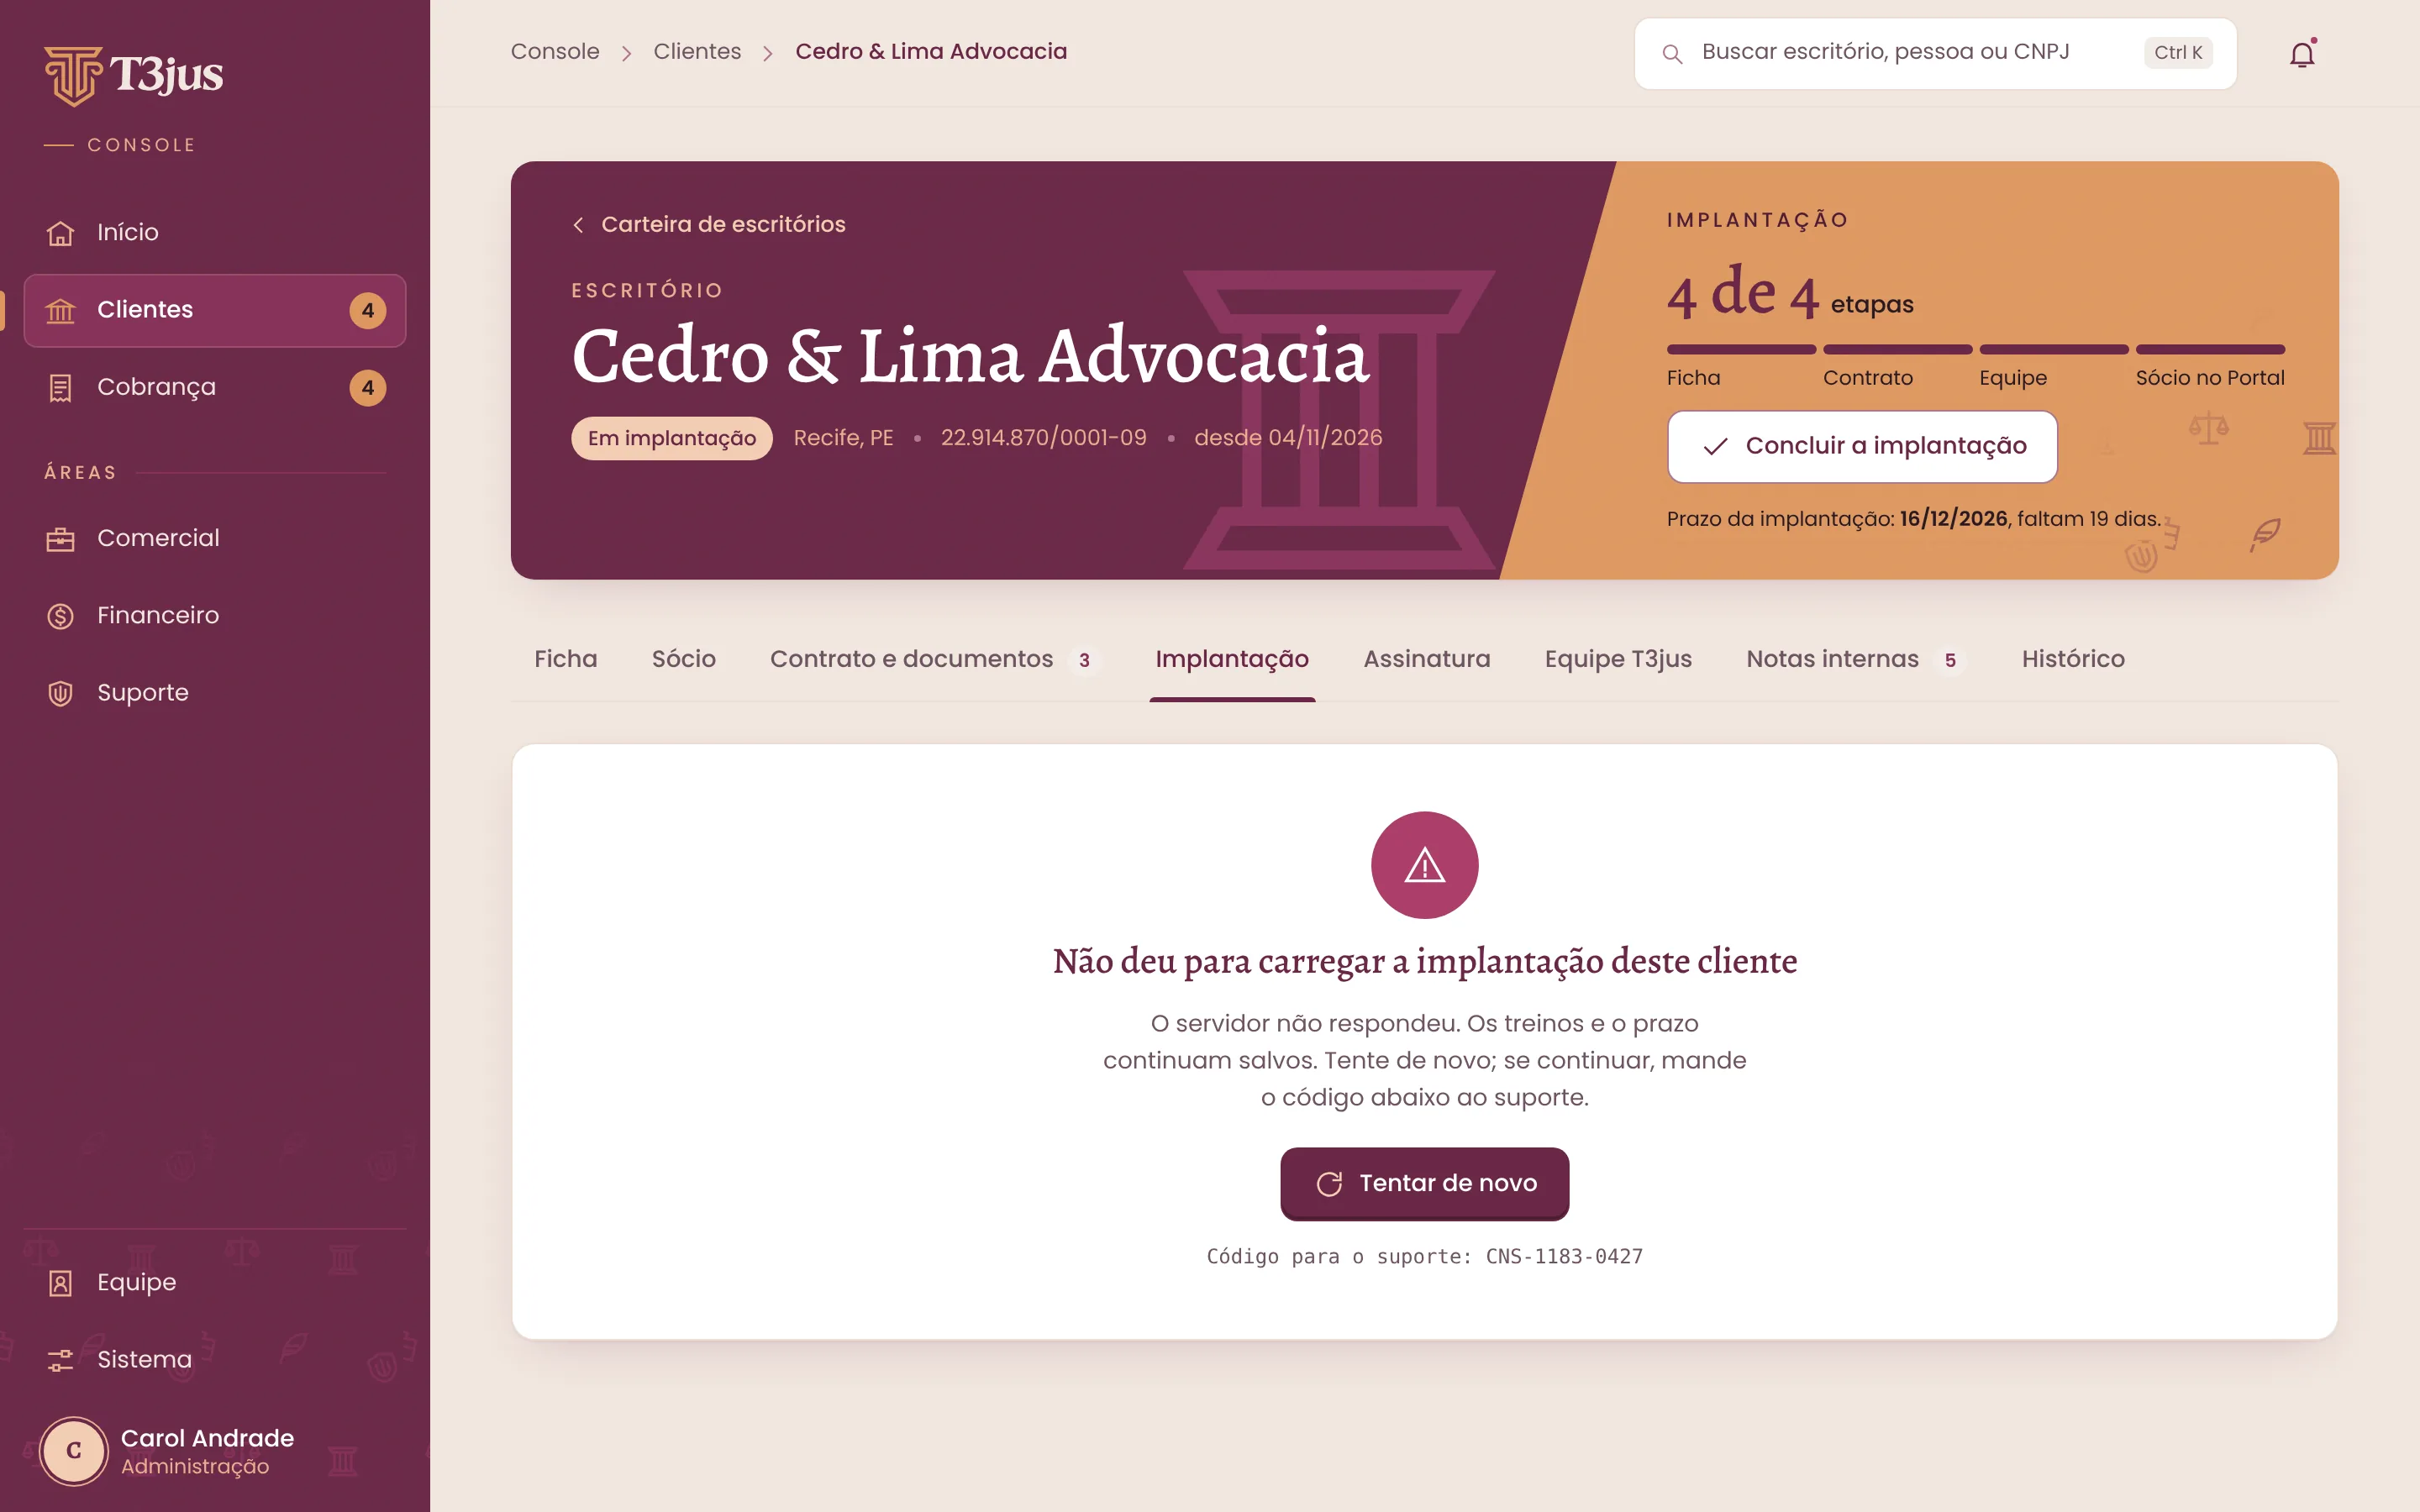 T3jus
CONSOLE
Início
Clientes 4
Cobrança 4
ÁREAS
Comercial
Financeiro
Suporte
Equipe
Sistema
C
Carol Andrade
Administração
Console > Clientes > Cedro & Lima Advocacia
Buscar escritório, pessoa ou CNPJ Ctrl K
Carteira de escritórios
ESCRITÓRIO
Cedro & Lima Advocacia
Em implantação Recife, PE • 22.914.870/0001-09 • desde 04/11/2026
IMPLANTAÇÃO
4 de 4 etapas
Ficha Contrato Equipe Sócio no Portal
Concluir a implantação
Prazo da implantação: 16/12/2026, faltam 19 dias.
Ficha Sócio Contrato e documentos 3 Implantação Assinatura Equipe T3jus Notas internas 5 Histórico
Não deu para carregar a implantação deste cliente
O servidor não respondeu. Os treinos e o prazo
continuam salvos. Tente de novo; se continuar, mande
o código abaixo ao suporte.
Tentar de novo
Código para o suporte: CNS-1183-0427